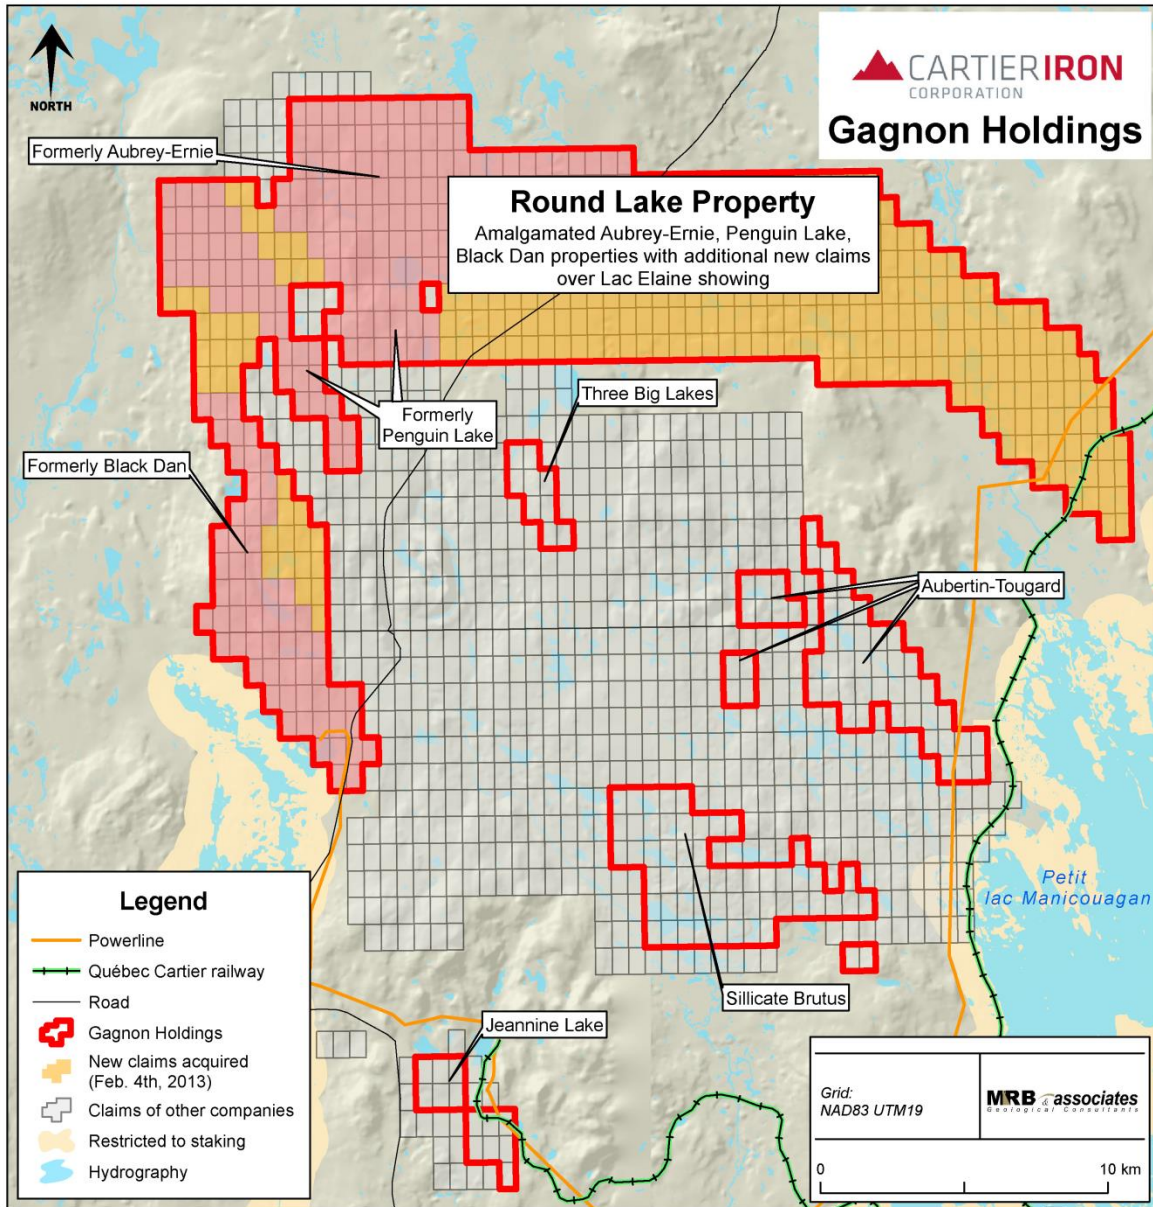 NORTH
CARTIER IRON
CORPORATION
Gagnon Holdings
Formerly Aubrey-Ernie
Round Lake Property
Amalgamated Aubrey-Ernie, Penguin Lake,
Black Dan properties with additional new claims
over Lac Elaine showing
Three Big Lakes
Formerly
Penguin Lake
Formerly Black Dan
Aubertin-Tougard
Petit
lac Manicouagan
Sillicate Brutus
Jeannine Lake
Legend
Powerline
Québec Cartier railway
Road
Gagnon Holdings
New claims acquired
(Feb. 4th, 2013)
Claims of other companies
Restricted to staking
Hydrography
Grid:
NAD83 UTM19
MRB & associates
Geological Consultants
0 10 km